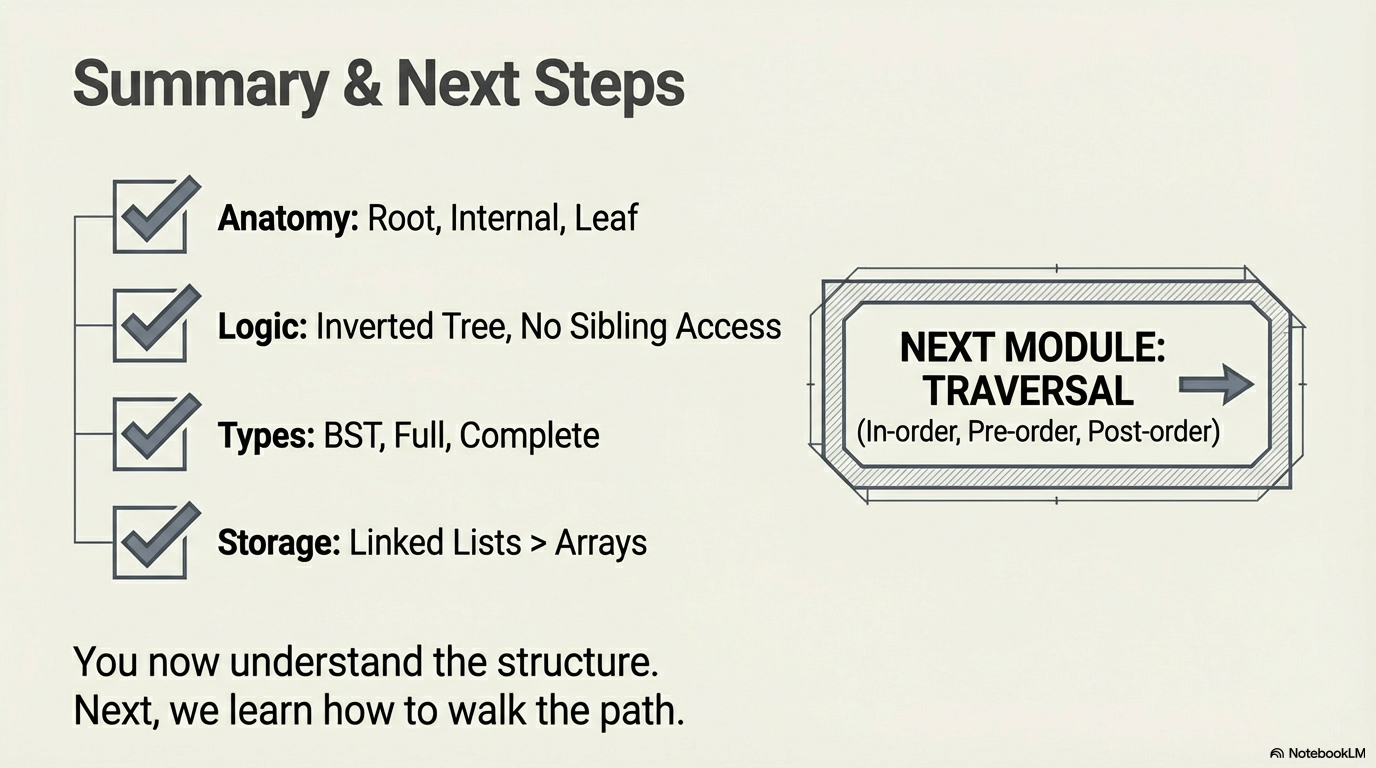 Summary & Next Steps
Anatomy: Root, Internal, Leaf
Logic: Inverted Tree, No Sibling Access
Types: BST, Full, Complete
Storage: Linked Lists > Arrays
NEXT MODULE:
TRAVERSAL
(In-order, Pre-order, Post-order)
You now understand the structure.
Next, we learn how to walk the path.
NotebookLM